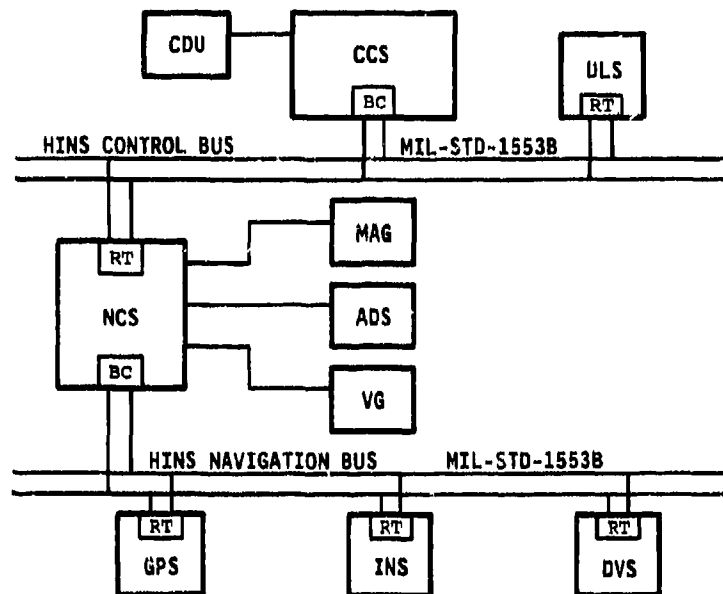 CDU
CCS
DLS
BC
RT
HINS CONTROL BUS MIL-STD-1553B
RT
MAG
NCS
ADS
BC
VG
HINS NAVIGATION BUS MIL-STD-1553B
RT RT RT
GPS INS DVS